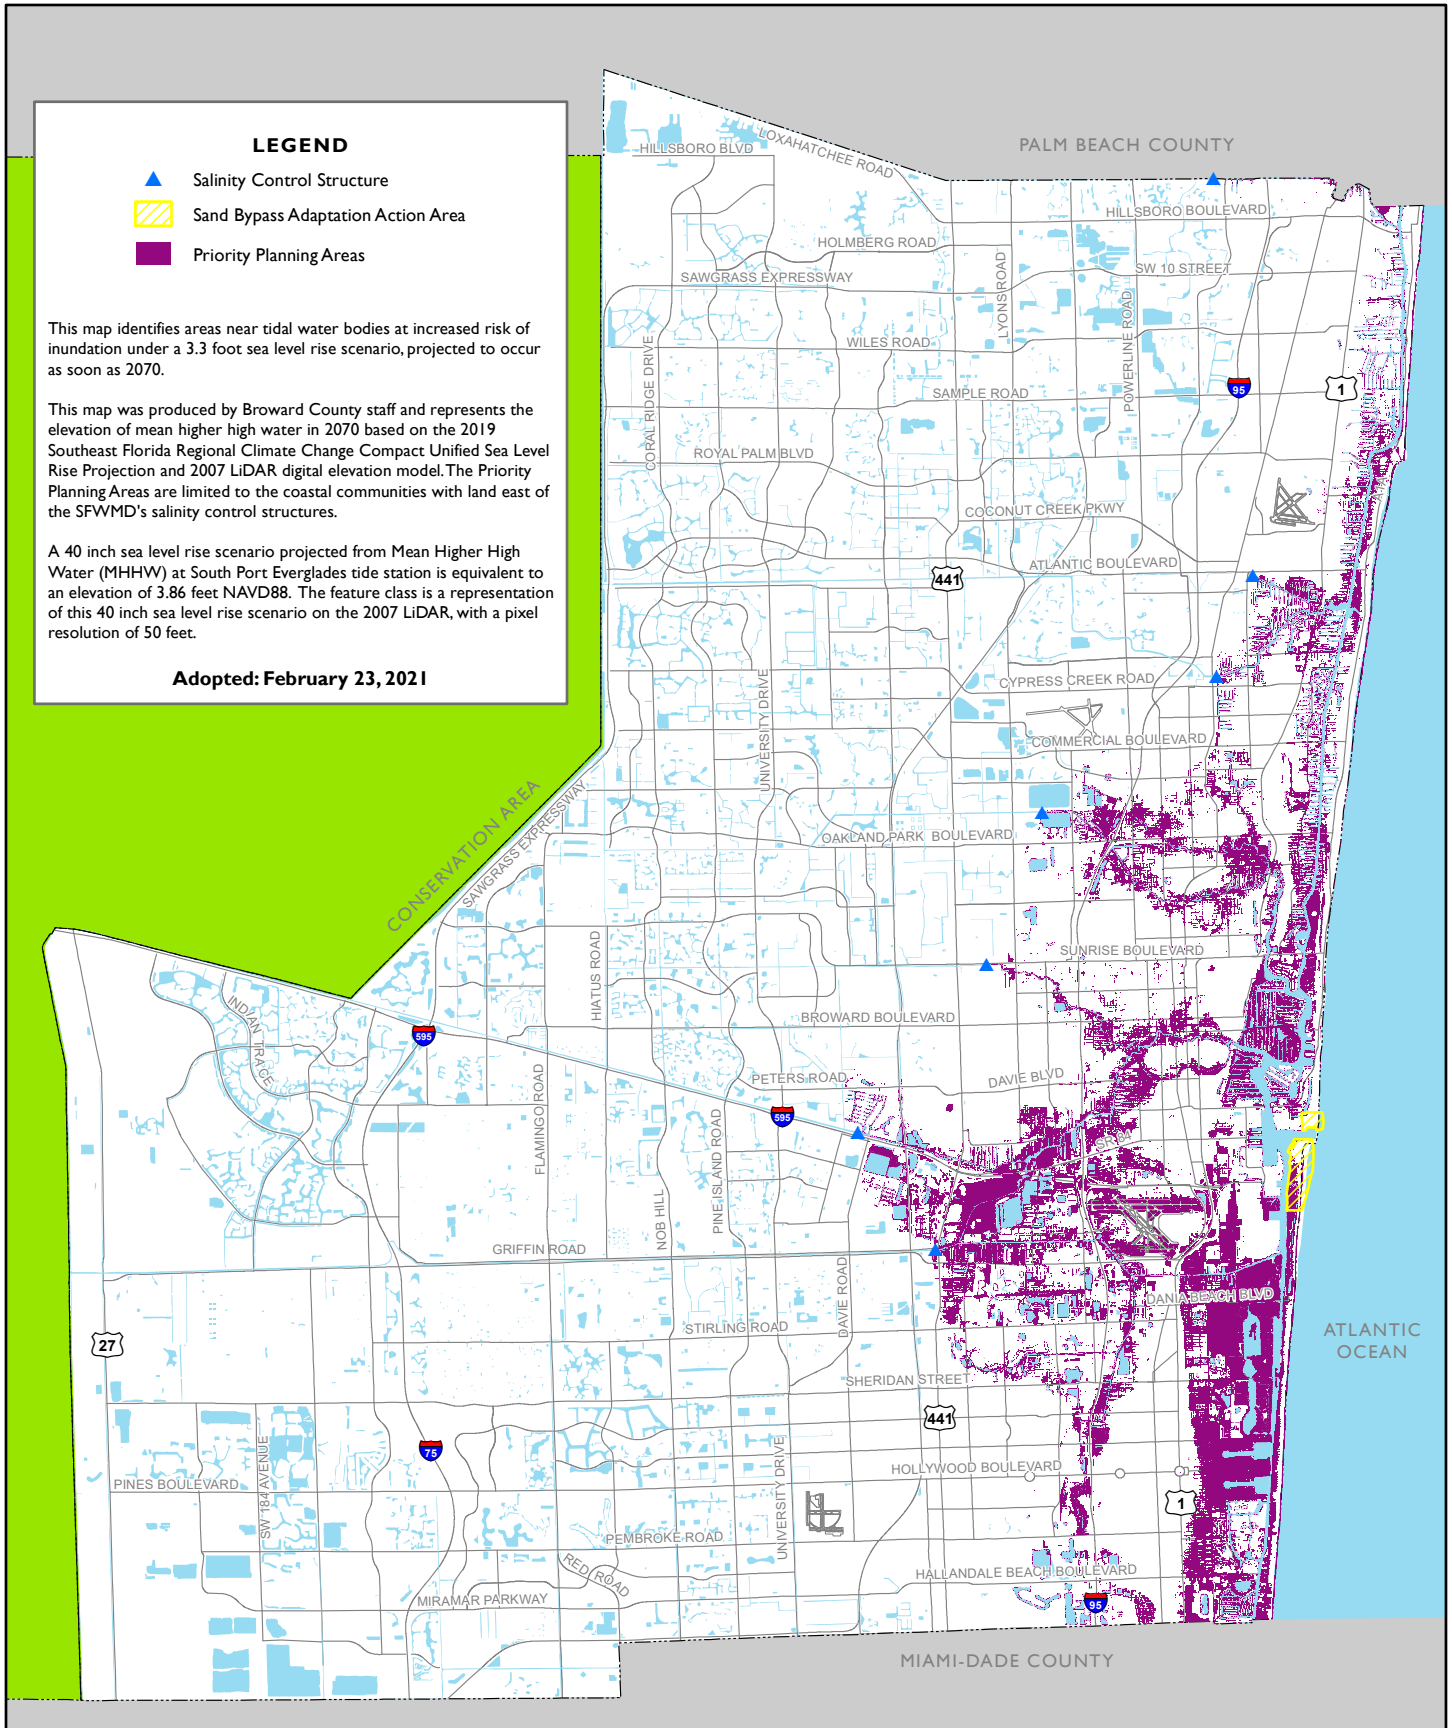 LEGEND
Salinity Control Structure
Sand Bypass Adaptation Action Area
Priority Planning Areas
This map identifies areas near tidal water bodies at increased risk of
inundation under a 3.3 foot sea level rise scenario, projected to occur
as soon as 2070.
This map was produced by Broward County staff and represents the
elevation of mean higher high water in 2070 based on the 2019
Southeast Florida Regional Climate Change Compact Unified Sea Level
Rise Projection and 2007 LiDAR digital elevation model. The Priority
Planning Areas are limited to the coastal communities with land east of
the SFWMD's salinity control structures.
A 40 inch sea level rise scenario projected from Mean Higher High
Water (MHHW) at South Port Everglades tide station is equivalent to
an elevation of 3.86 feet NAVD88. The feature class is a representation
of this 40 inch sea level rise scenario on the 2007 LiDAR, with a pixel
resolution of 50 feet.
Adopted: February 23, 2021
PALM BEACH COUNTY
LOXAHATCHEE ROAD
HILLSBORO BLVD
HILLSBORO BOULEVARD
HOLMBERG ROAD
SW 10 STREET
SAWGRASS EXPRESSWAY
LYONS ROAD
POWERLINE ROAD
WILES ROAD
CORAL RIDGE DRIVE
95
1
SAMPLE ROAD
ROYAL PALM BLVD
COCONUT CREEK PKWY
ATLANTIC BOULEVARD
441
CYPRESS CREEK ROAD
UNIVERSITY DRIVE
COMMERCIAL BOULEVARD
CONSERVATION AREA
SAWGRASS EXPRESSWAY
OAKLAND PARK BOULEVARD
HIATUS ROAD
SUNRISE BOULEVARD
INDIAN TRACE
BROWARD BOULEVARD
595
FLAMINGO ROAD
PETERS ROAD
DAVIE BLVD
595
PINE ISLAND ROAD
SR 84
NOB HILL
GRIFFIN ROAD
DAVIE ROAD
DANIA BEACH BLVD
STIRLING ROAD
27
ATLANTIC
OCEAN
SHERIDAN STREET
441
75
SW 184 AVENUE
UNIVERSITY DRIVE
HOLLYWOOD BOULEVARD
PINES BOULEVARD
1
PEMBROKE ROAD
RED ROAD
HALLANDALE BEACH BOULEVARD
MIRAMAR PARKWAY
95
MIAMI-DADE COUNTY